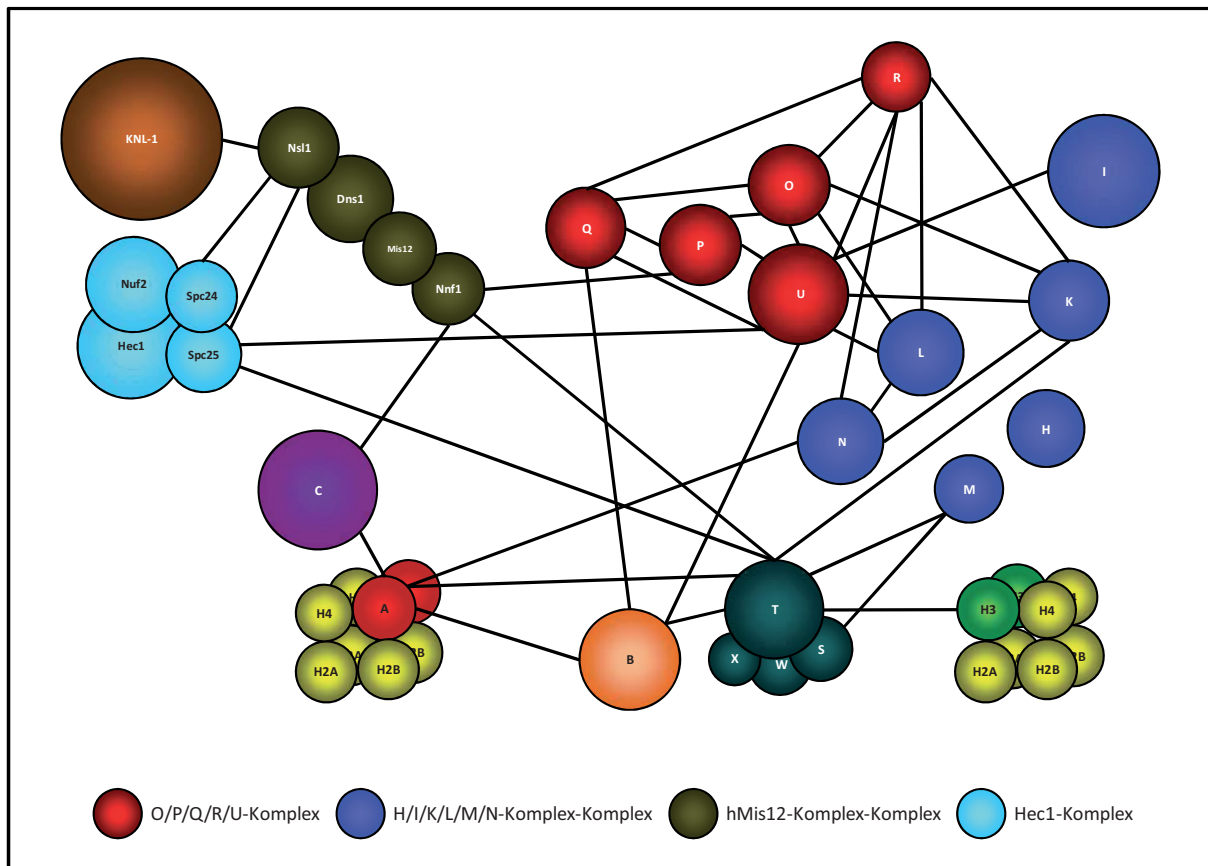 R
KNL-1
Nsl1
I
O
Dns1
Q
P
Mis12
Nuf2
Spc24
Nnf1
U
K
Hec1
Spc25
L
H
N
C
M
H4
A
H3
H4
T
B
X
W
S
H2A
H2B
H2A
H2B
O/P/Q/R/U-Komplex
H/I/K/L/M/N-Komplex-Komplex
hMis12-Komplex-Komplex
Hec1-Komplex